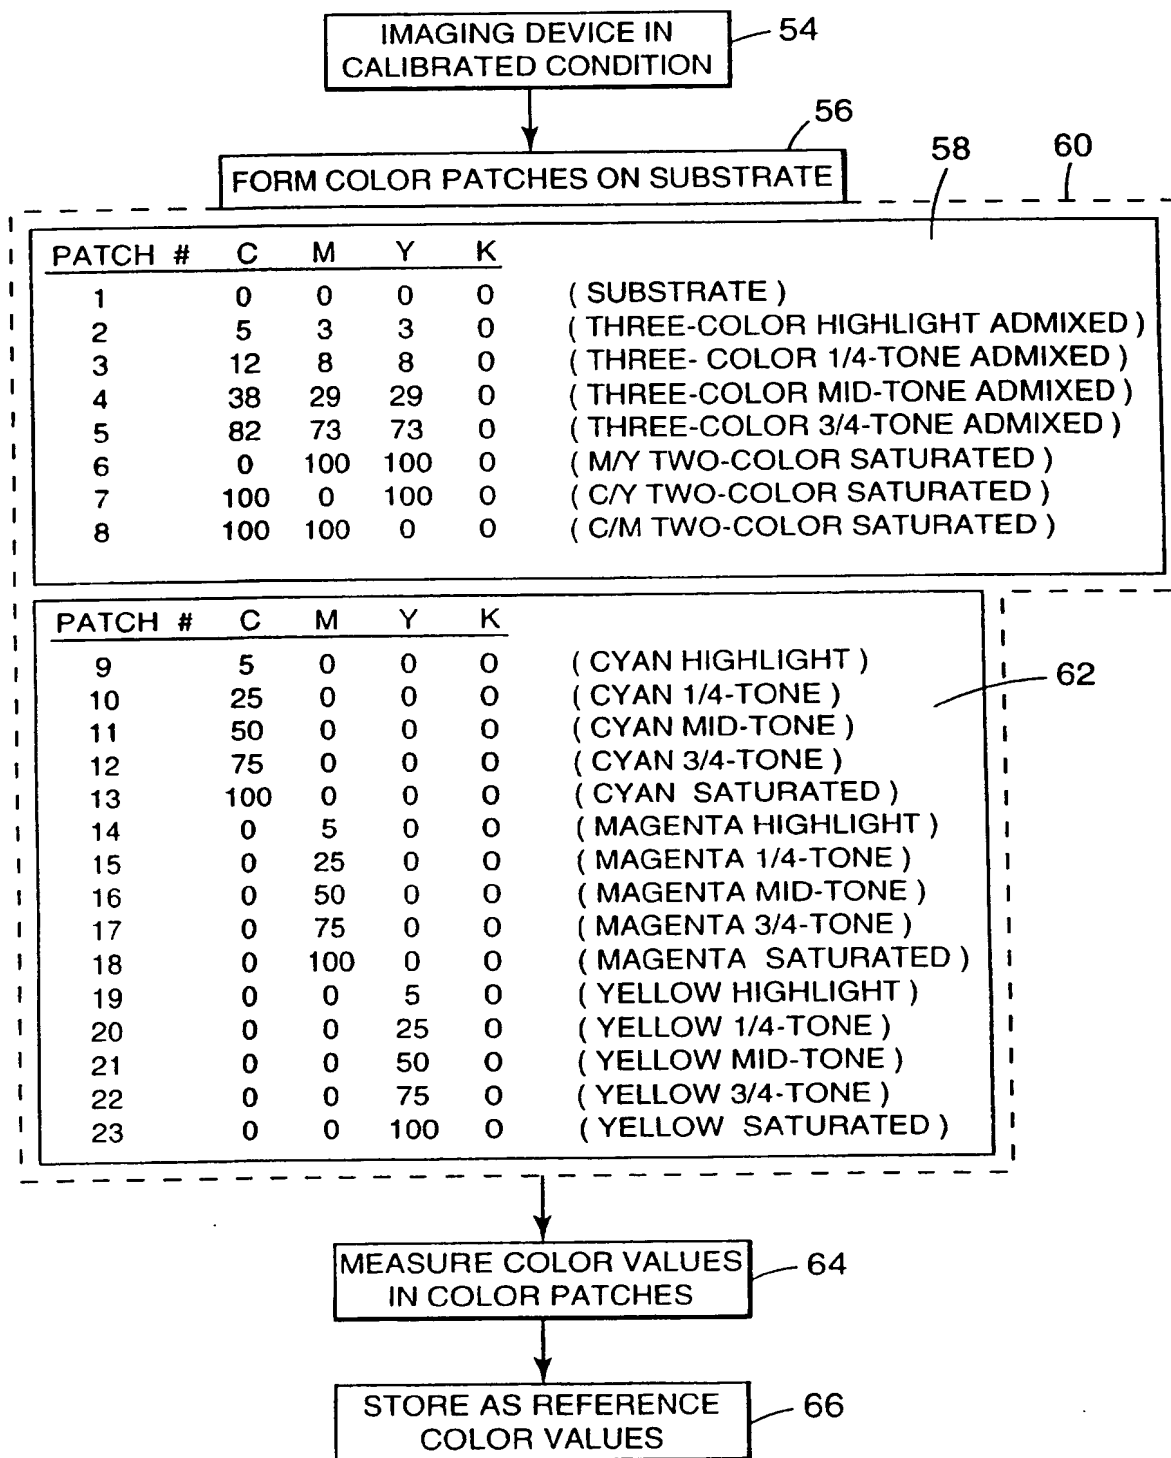 IMAGING DEVICE IN
CALIBRATED CONDITION
54
56
FORM COLOR PATCHES ON SUBSTRATE
58
60
PATCH # C M Y K
1 0 0 0 0 ( SUBSTRATE )
2 5 3 3 0 ( THREE-COLOR HIGHLIGHT ADMIXED )
3 12 8 8 0 ( THREE- COLOR 1/4-TONE ADMIXED )
4 38 29 29 0 ( THREE-COLOR MID-TONE ADMIXED )
5 82 73 73 0 ( THREE-COLOR 3/4-TONE ADMIXED )
6 0 100 100 0 ( M/Y TWO-COLOR SATURATED )
7 100 0 100 0 ( C/Y TWO-COLOR SATURATED )
8 100 100 0 0 ( C/M TWO-COLOR SATURATED )
PATCH # C M Y K
9 5 0 0 0 ( CYAN HIGHLIGHT )
10 25 0 0 0 ( CYAN 1/4-TONE )
11 50 0 0 0 ( CYAN MID-TONE )
12 75 0 0 0 ( CYAN 3/4-TONE )
13 100 0 0 0 ( CYAN SATURATED )
14 0 5 0 0 ( MAGENTA HIGHLIGHT )
15 0 25 0 0 ( MAGENTA 1/4-TONE )
16 0 50 0 0 ( MAGENTA MID-TONE )
17 0 75 0 0 ( MAGENTA 3/4-TONE )
18 0 100 0 0 ( MAGENTA SATURATED )
19 0 0 5 0 ( YELLOW HIGHLIGHT )
20 0 0 25 0 ( YELLOW 1/4-TONE )
21 0 0 50 0 ( YELLOW MID-TONE )
22 0 0 75 0 ( YELLOW 3/4-TONE )
23 0 0 100 0 ( YELLOW SATURATED )
62
MEASURE COLOR VALUES
IN COLOR PATCHES
64
STORE AS REFERENCE
COLOR VALUES
66